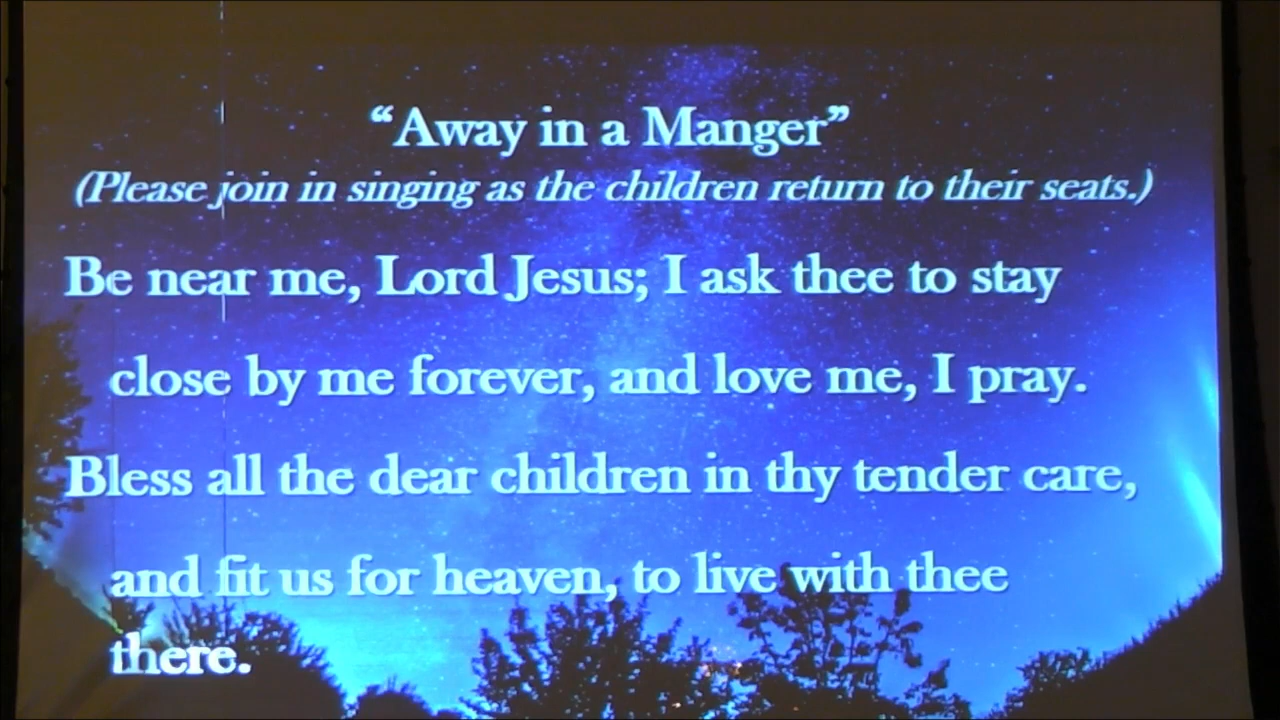 “Away in a Manger”
(Please join in singing as the children return to their seats.)
Be near me, Lord Jesus; I ask thee to stay
close by me forever, and love me, I pray.
Bless all the dear children in thy tender care,
and fit us for heaven, to live with thee
there.